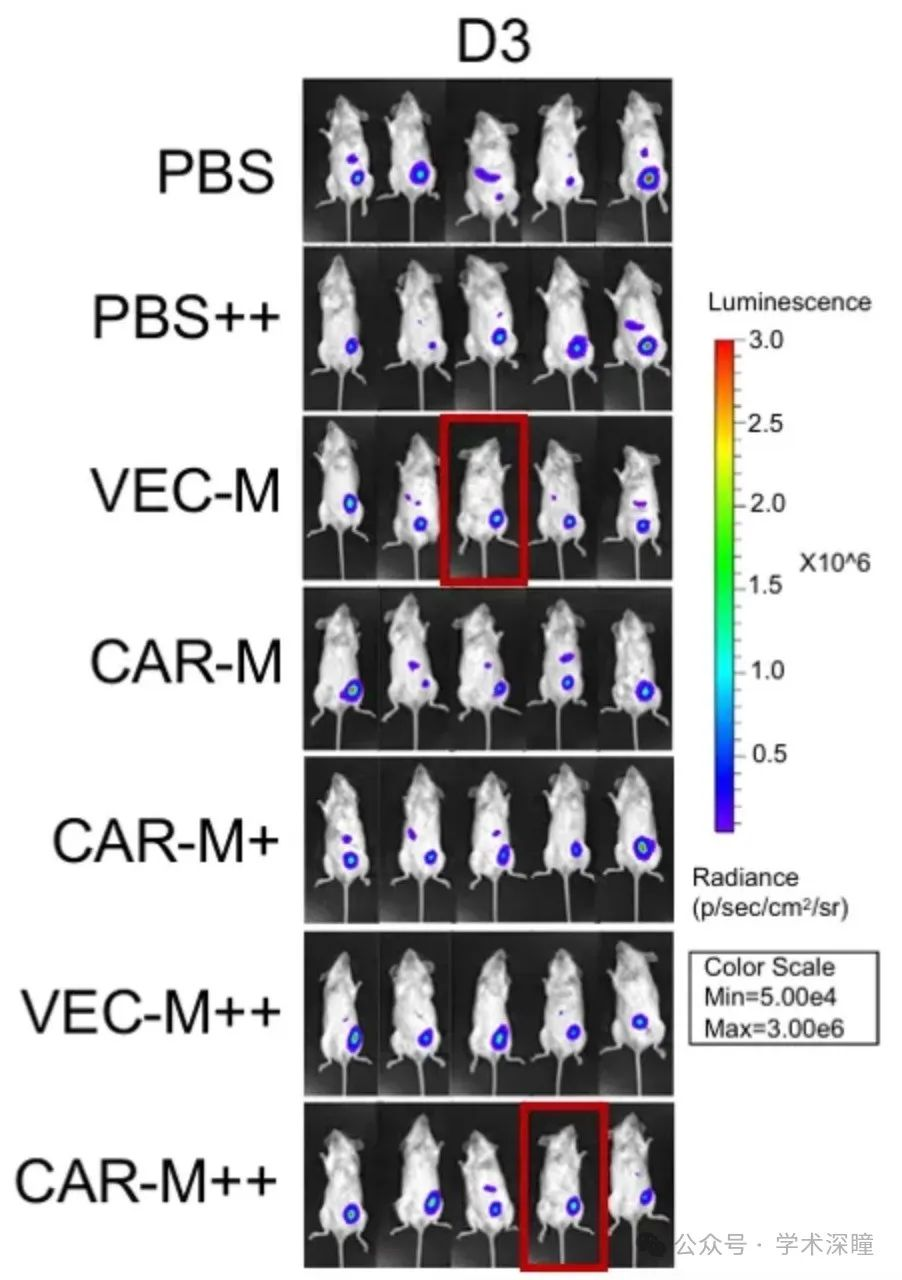 D3
PBS
PBS++
VEC-M
CAR-M
CAR-M+
VEC-M++
CAR-M++
Luminescence
3.0
2.5
2.0
1.5
1.0
0.5
X10^6
Radiance
(p/sec/cm²/sr)
Color Scale
Min=5.00e4
Max=3.00e6
公众号 · 学术深瞳